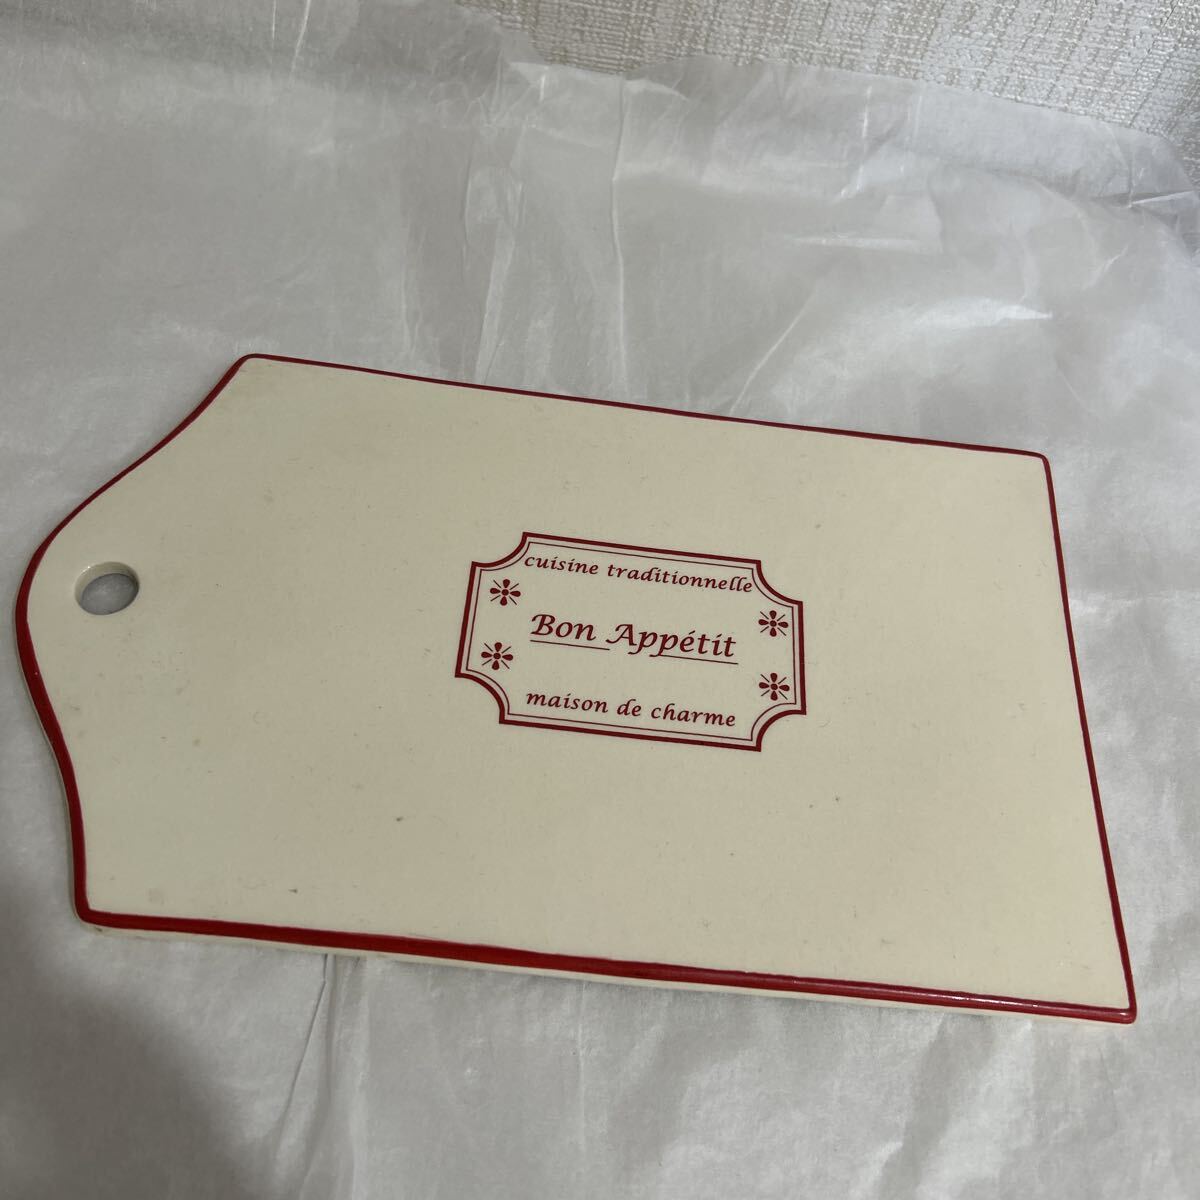 cuisine traditionnelle
Bon Appétit
maison de charme